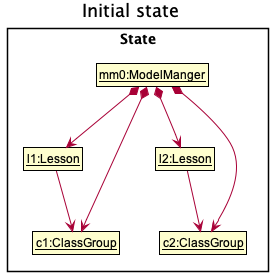 Initial state
State
mm0:ModelManger
l1:Lesson
l2:Lesson
c1:ClassGroup
c2:ClassGroup